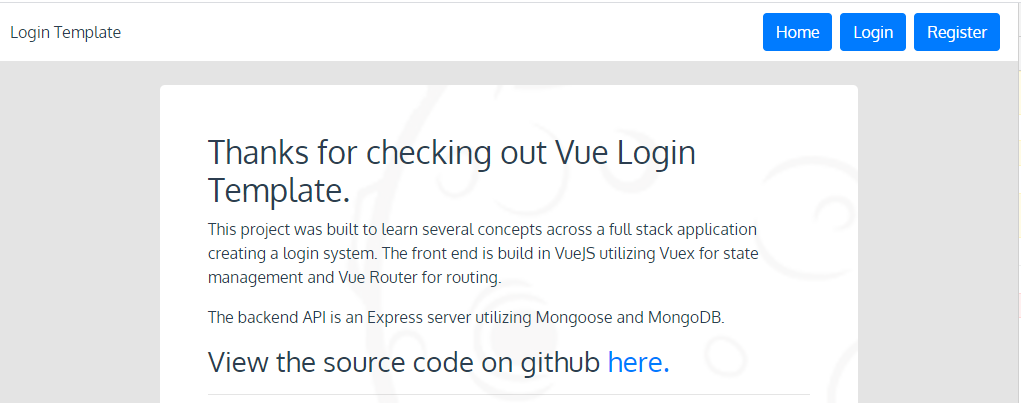 Login Template
Home
Login
Register
Thanks for checking out Vue Login
Template.
This project was built to learn several concepts across a full stack application
creating a login system. The front end is build in VueJS utilizing Vuex for state
management and Vue Router for routing.
The backend API is an Express server utilizing Mongoose and MongoDB.
View the source code on github here.